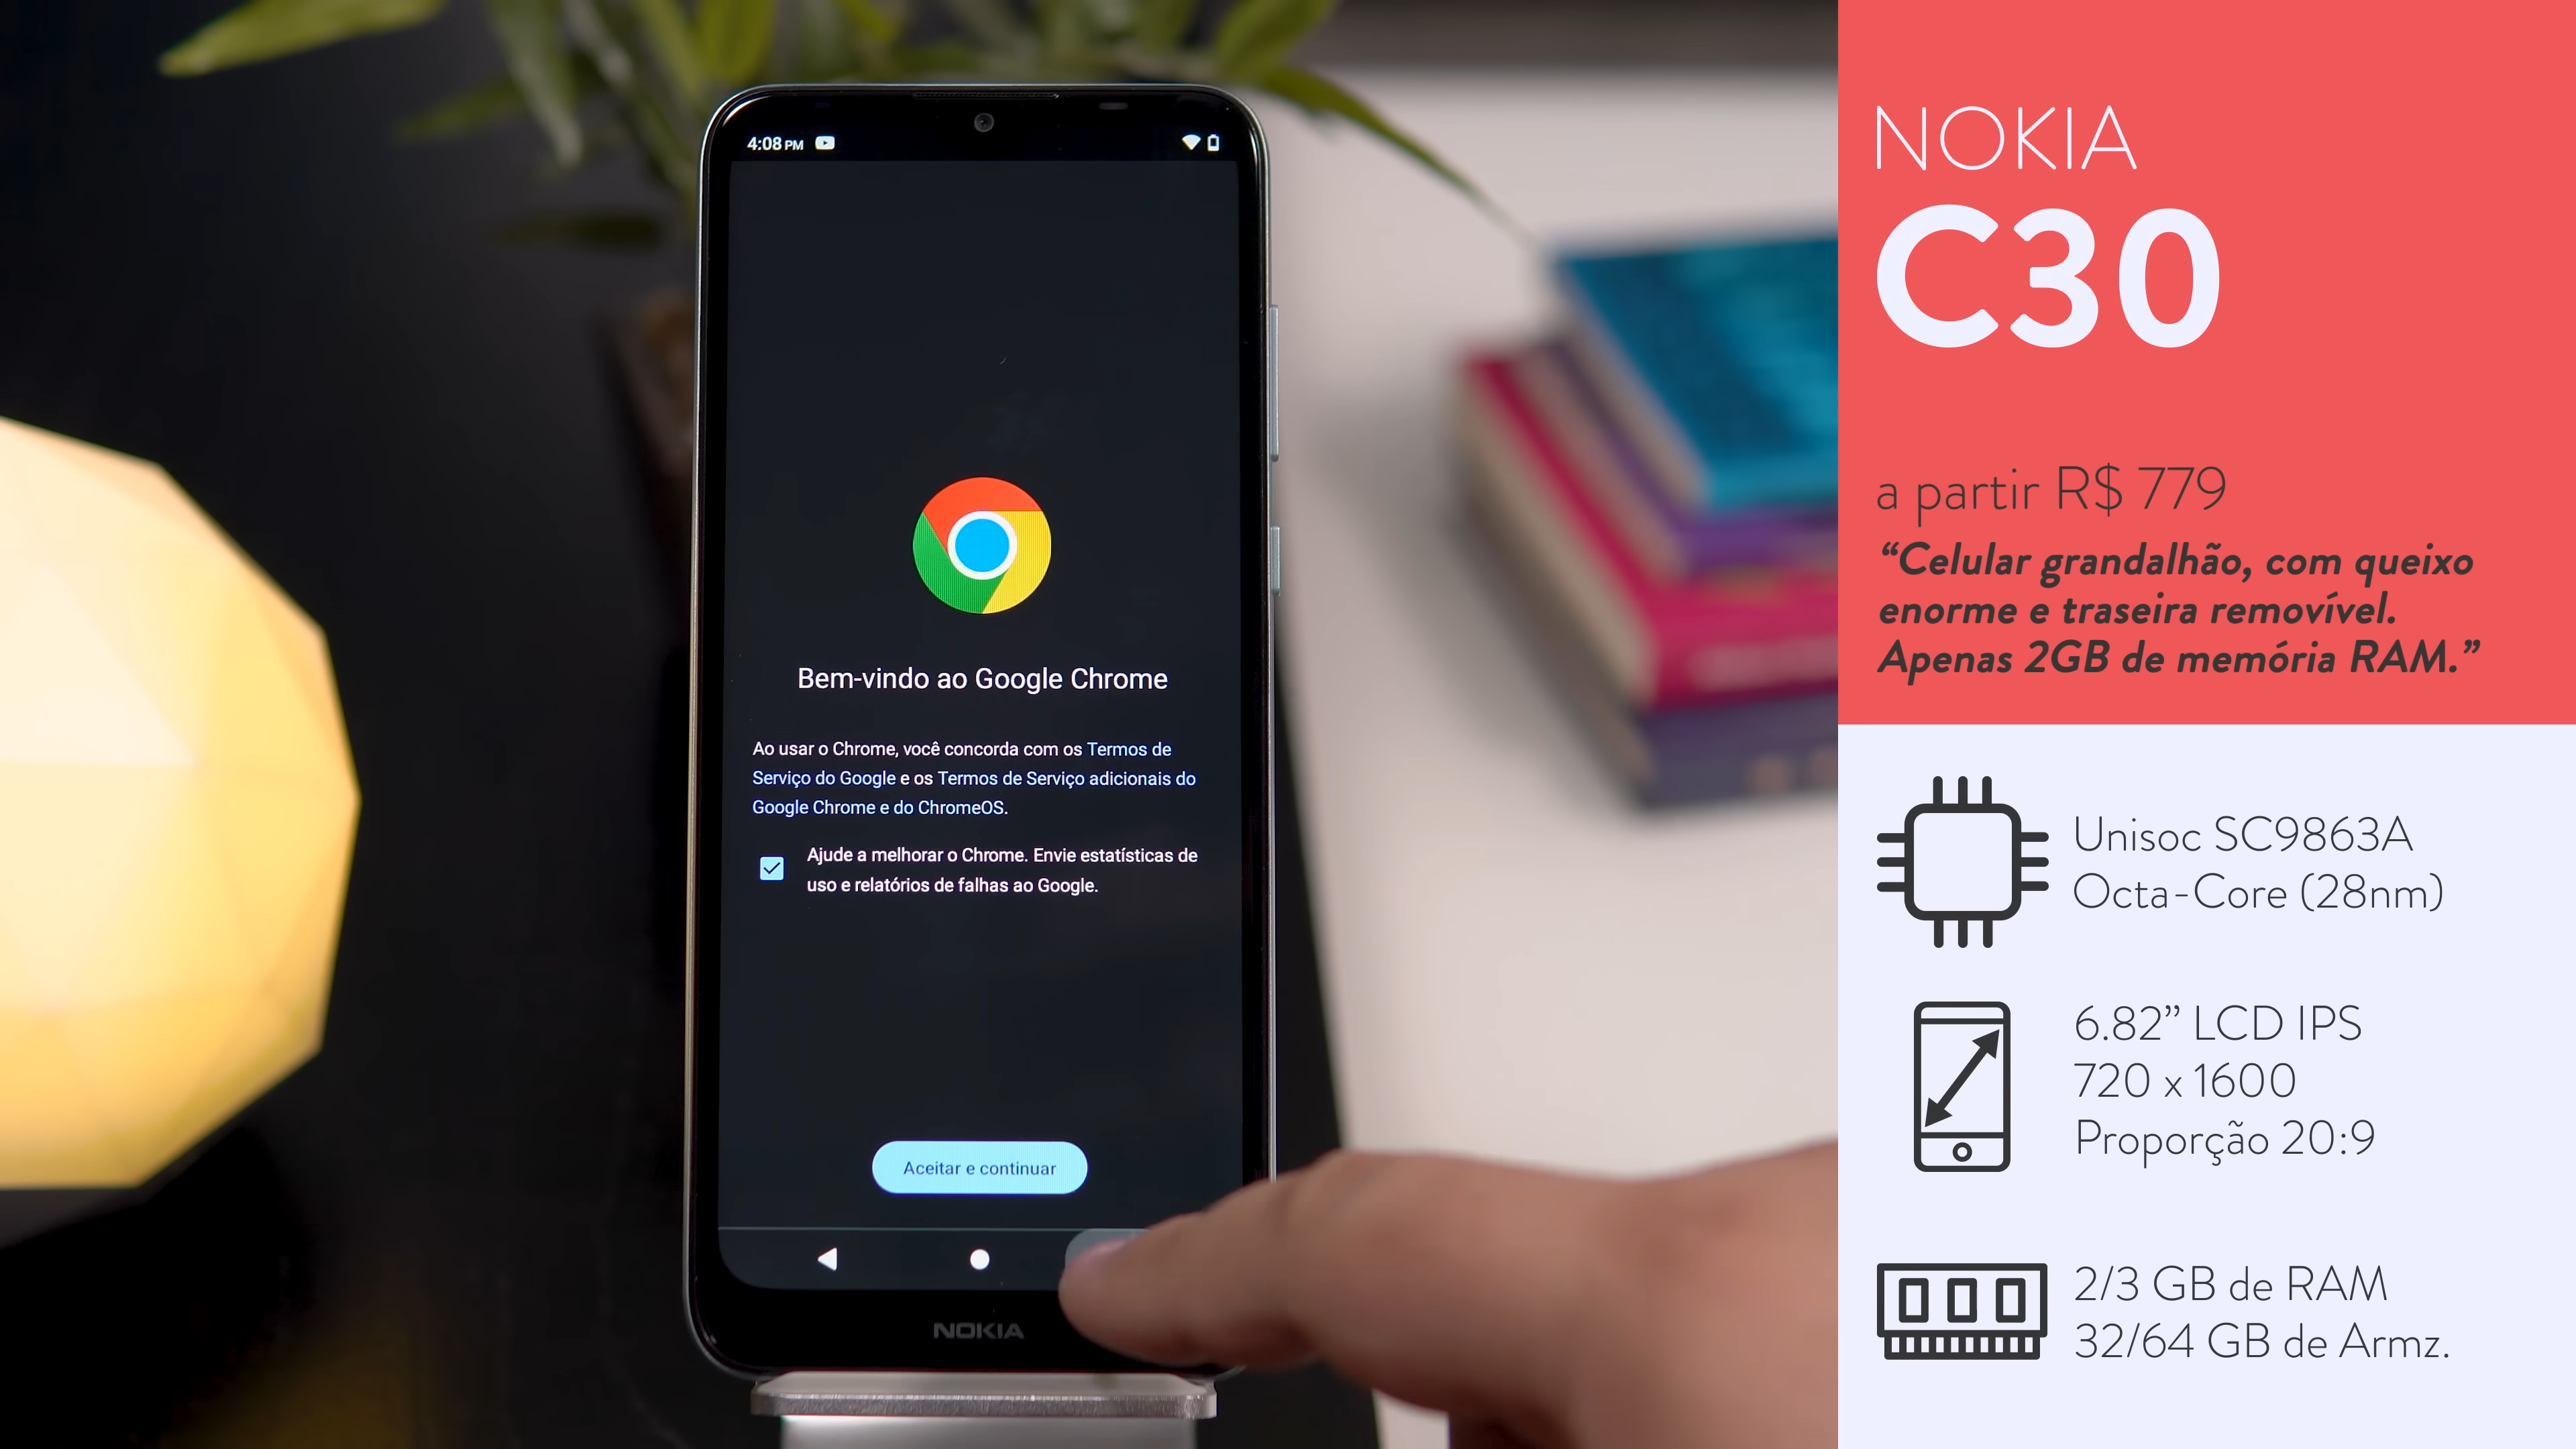 4:08 PM
Bem-vindo ao Google Chrome
Ao usar o Chrome, você concorda com os Termos de
Serviço do Google e os Termos de Serviço adicionais do
Google Chrome e do ChromeOS.
Ajude a melhorar o Chrome. Envie estatísticas de
uso e relatórios de falhas ao Google.
Aceitar e continuar
NOKIA
NOKIA
C30
a partir R$ 779
“Celular grandalhão, com queixo
enorme e traseira removível.
Apenas 2GB de memória RAM.”
Unisoc SC9863A
Octa-Core (28nm)
6.82” LCD IPS
720 x 1600
Proporção 20:9
2/3 GB de RAM
32/64 GB de Armz.